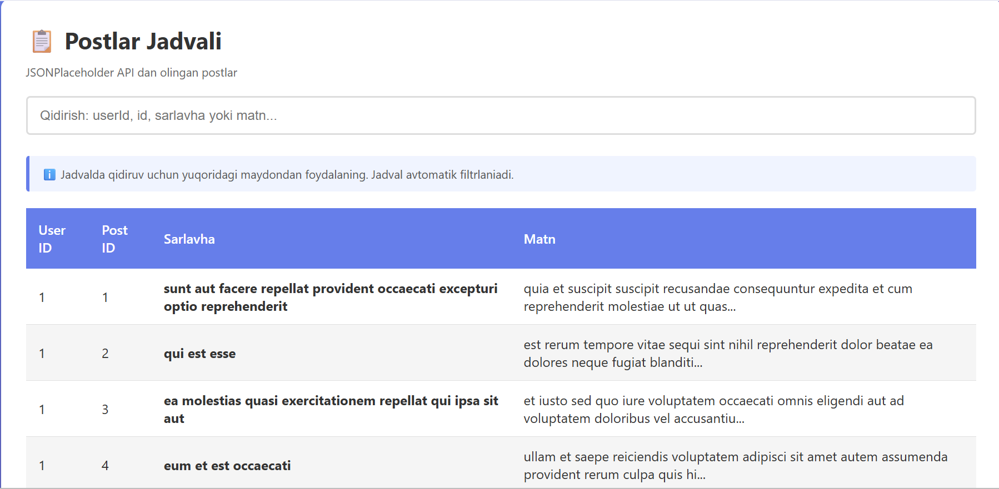 Postlar Jadvali
JSONPlaceholder API dan olingan postlar
Qidirish: userId, id, sarlavha yoki matn...
Jadvalda qidiruv uchun yuqoridagi maydondan foydalaning. Jadval avtomatik filtrlaniadi.
User ID
Post ID
Sarlavha
Matn
1
1
sunt aut facere repellat provident occaecati excepturi
optio reprehenderit
quia et suscipit suscipit recusandae consequuntur expedita et cum
reprehenderit molestiae ut ut quas...
1
2
qui est esse
est rerum tempore vitae sequi sint nihil reprehenderit dolor beatae ea
dolores neque fugiat blanditi...
1
3
ea molestias quasi exercitationem repellat qui ipsa sit
aut
et iusto sed quo iure voluptatem occaecati omnis eligendi aut ad
voluptatem doloribus vel accusantiu...
1
4
eum et est occaecati
ullam et saepe reiciendis voluptatem adipisci sit amet autem assumenda
provident rerum culpa quis hi...